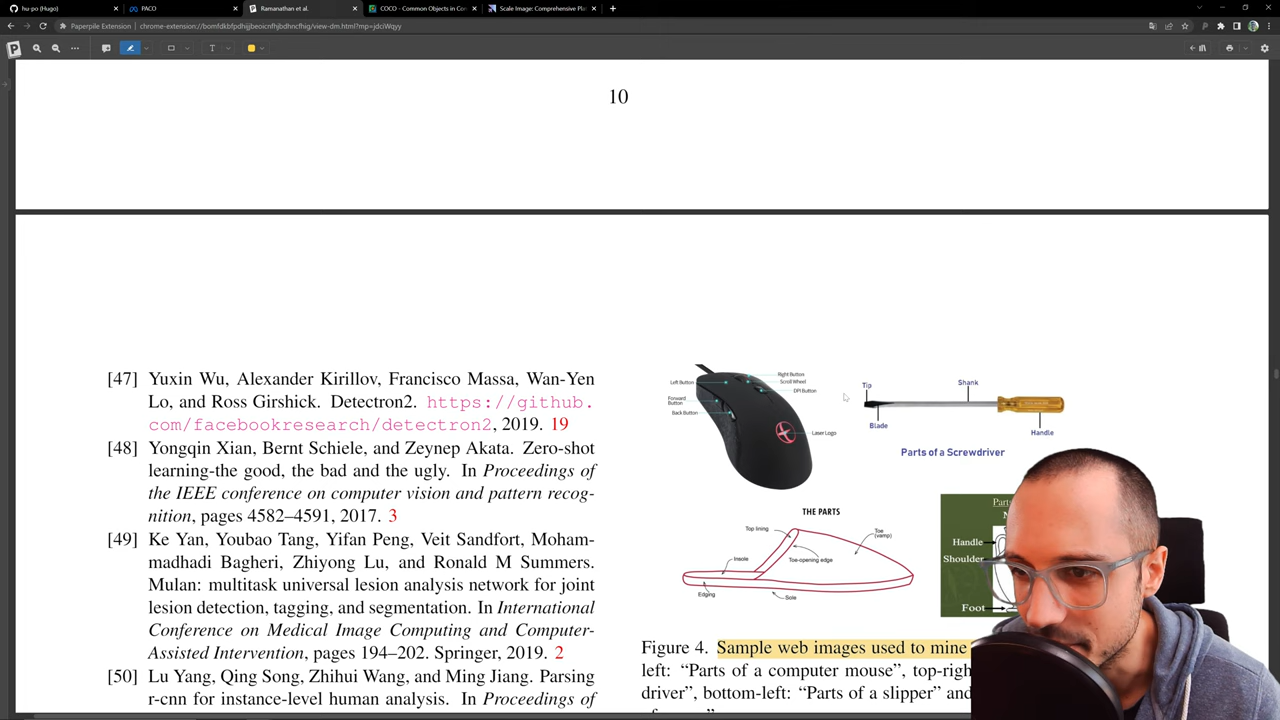 hu-po (Hugo)
PACO
Ramanathan et al.
COCO - Common Objects in Con
Scale Image: Comprehensive Pla
Paperpile Extension
chrome-extension://bomfdkbfpdhijjbeoicnfhjbdhncfhig/view-dm.html?mp=jdciWqyy
10
[47] Yuxin Wu, Alexander Kirillov, Francisco Massa, Wan-Yen
Lo, and Ross Girshick. Detectron2. https://github.
com/facebookresearch/detectron2, 2019. 19
[48] Yongqin Xian, Bernt Schiele, and Zeynep Akata. Zero-shot
learning-the good, the bad and the ugly. In Proceedings of
the IEEE conference on computer vision and pattern recog-
nition, pages 4582–4591, 2017. 3
[49] Ke Yan, Youbao Tang, Yifan Peng, Veit Sandfort, Moham-
madhadi Bagheri, Zhiyong Lu, and Ronald M Summers.
Mulan: multitask universal lesion analysis network for joint
lesion detection, tagging, and segmentation. In International
Conference on Medical Image Computing and Computer-
Assisted Intervention, pages 194–202. Springer, 2019. 2
[50] Lu Yang, Qing Song, Zhihui Wang, and Ming Jiang. Parsing
r-cnn for instance-level human analysis. In Proceedings of
Right Button
Left Button
Scroll Wheel
DPI Button
Forward
Button
Back Button
Laser Logo
Tip
Shank
Blade
Handle
Parts of a Screwdriver
THE PARTS
Top lining
Toe
(vamp)
Insole
Toe-opening edge
Edging
Sole
Parts
Handle
Shoulder
Foot
Figure 4. Sample web images used to mine
left: “Parts of a computer mouse”, top-righ
driver”, bottom-left: “Parts of a slipper” and